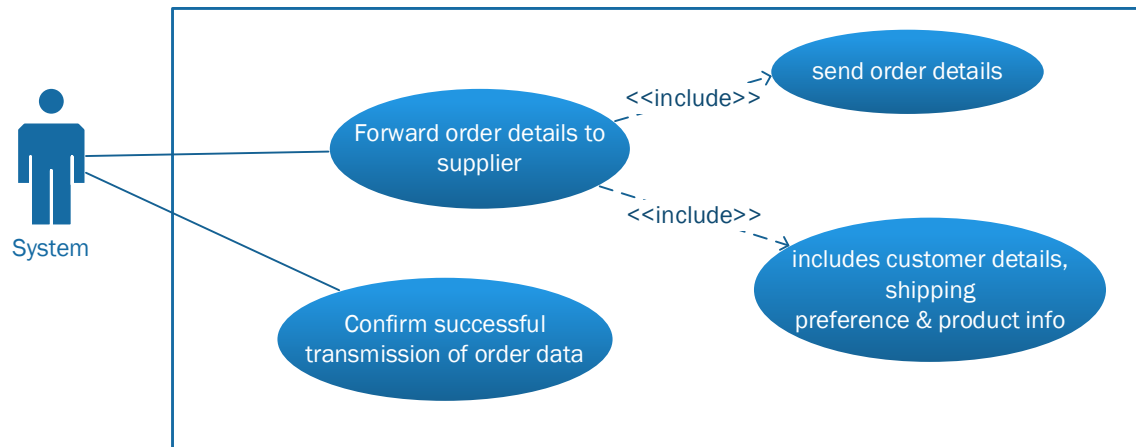 send order details
<<include>>
Forward order details to
supplier
<<include>>
System
includes customer details,
shipping
preference & product info
Confirm successful
transmission of order data